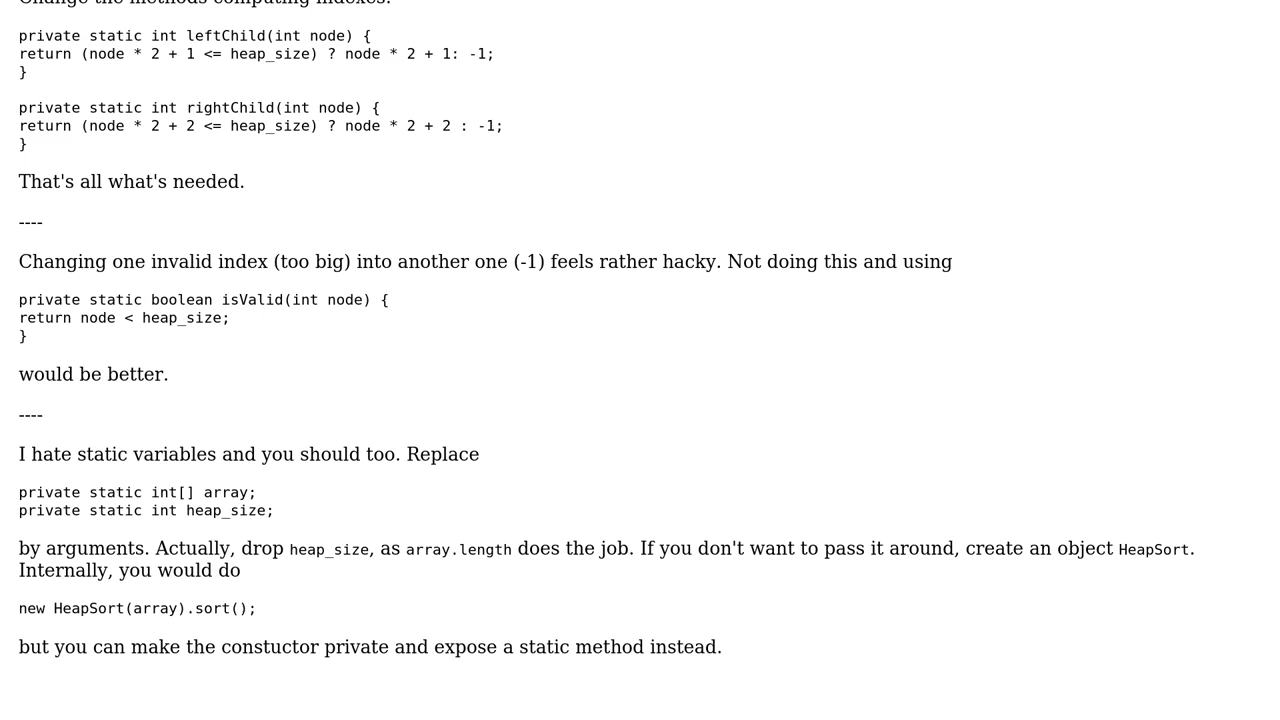 Change the methods computing indexes.
private static int leftChild(int node) {
return (node * 2 + 1 <= heap_size) ? node * 2 + 1: -1;
}
private static int rightChild(int node) {
return (node * 2 + 2 <= heap_size) ? node * 2 + 2 : -1;
}
That's all what's needed.
----
Changing one invalid index (too big) into another one (-1) feels rather hacky. Not doing this and using
private static boolean isValid(int node) {
return node < heap_size;
}
would be better.
----
I hate static variables and you should too. Replace
private static int[] array;
private static int heap_size;
by arguments. Actually, drop heap_size, as array.length does the job. If you don't want to pass it around, create an object HeapSort.
Internally, you would do
new HeapSort(array).sort();
but you can make the constuctor private and expose a static method instead.